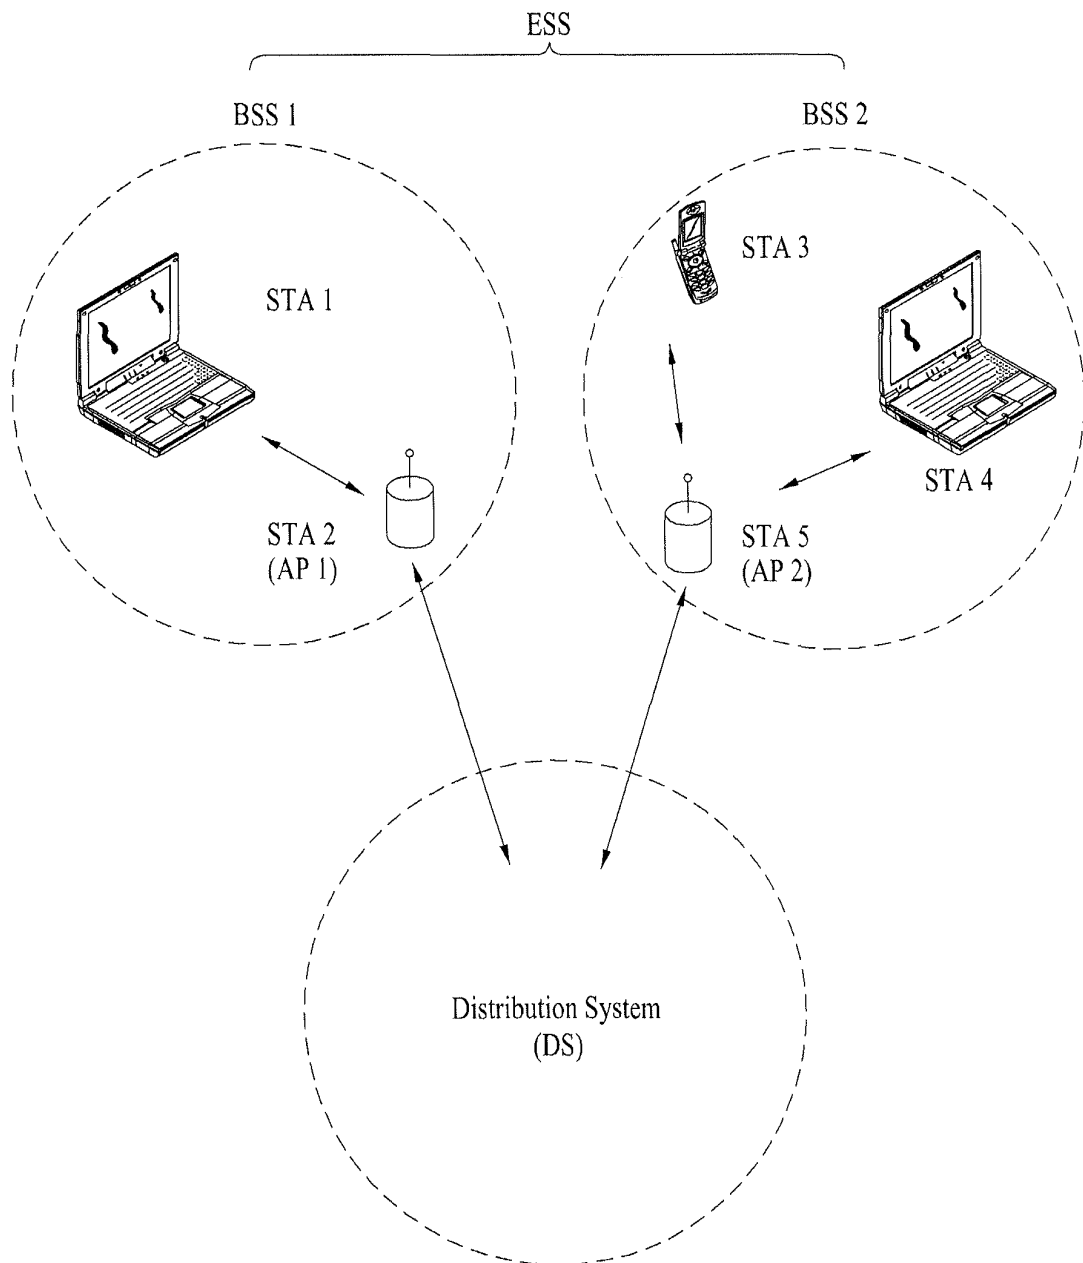 ESS
BSS 1
BSS 2
STA 1
STA 3
STA 4
STA 2
(AP 1)
STA 5
(AP 2)
Distribution System
(DS)